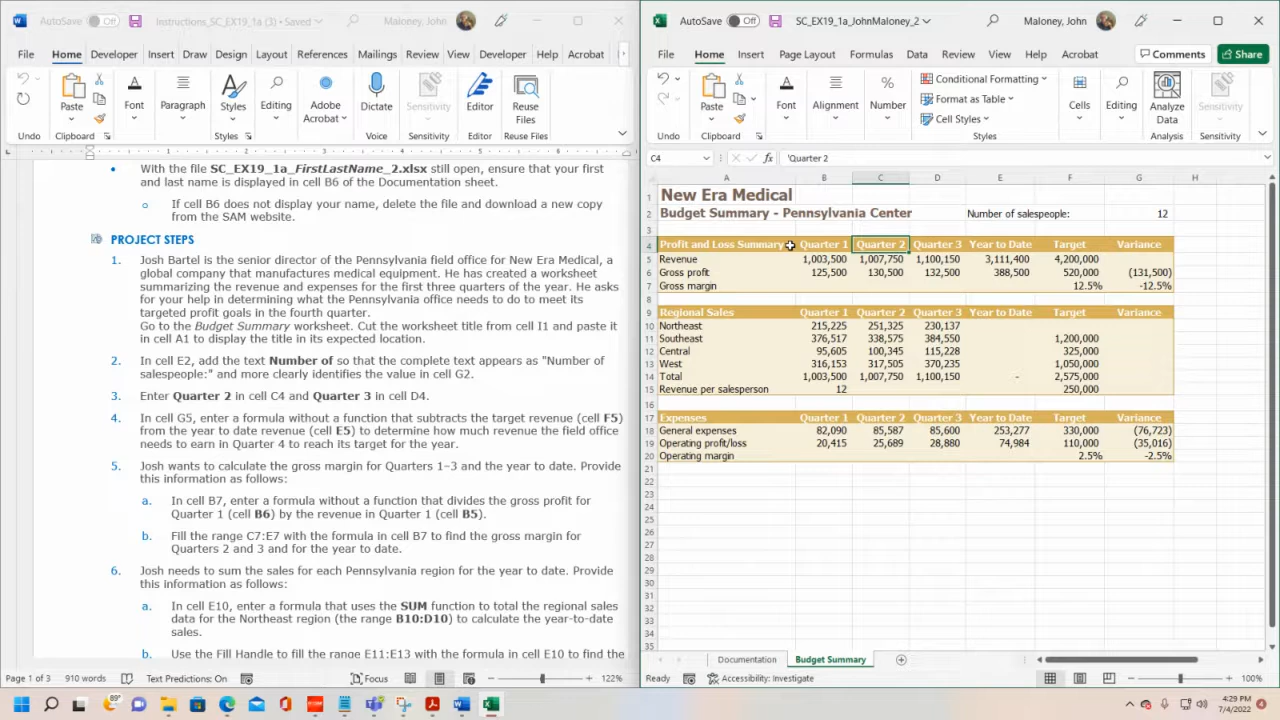 AutoSave Off Instructions_SC_EX19_1a (3) • Saved Maloney, John
File Home Developer Insert Draw Design Layout References Mailings Review View Developer Help Acrobat
Paste Font Paragraph Styles Editing Adobe Acrobat Dictate Sensitivity Editor Reuse Files
Undo Clipboard Styles Voice Sensitivity Editor Reuse Files
• With the file SC_EX19_1a_FirstLastName_2.xlsx still open, ensure that your first
and last name is displayed in cell B6 of the Documentation sheet.
o If cell B6 does not display your name, delete the file and download a new copy
from the SAM website.
PROJECT STEPS
1. Josh Bartel is the senior director of the Pennsylvania field office for New Era Medical, a
global company that manufactures medical equipment. He has created a worksheet
summarizing the revenue and expenses for the first three quarters of the year. He asks
for your help in determining what the Pennsylvania office needs to do to meet its
targeted profit goals in the fourth quarter.
Go to the Budget Summary worksheet. Cut the worksheet title from cell I1 and paste it
in cell A1 to display the title in its expected location.
2. In cell E2, add the text Number of so that the complete text appears as "Number of
salespeople:" and more clearly identifies the value in cell G2.
3. Enter Quarter 2 in cell C4 and Quarter 3 in cell D4.
4. In cell G5, enter a formula without a function that subtracts the target revenue (cell F5)
from the year to date revenue (cell E5) to determine how much revenue the field office
needs to earn in Quarter 4 to reach its target for the year.
5. Josh wants to calculate the gross margin for Quarters 1–3 and the year to date. Provide
this information as follows:
a. In cell B7, enter a formula without a function that divides the gross profit for
Quarter 1 (cell B6) by the revenue in Quarter 1 (cell B5).
b. Fill the range C7:E7 with the formula in cell B7 to find the gross margin for
Quarters 2 and 3 and for the year to date.
6. Josh needs to sum the sales for each Pennsylvania region for the year to date. Provide
this information as follows:
a. In cell E10, enter a formula that uses the SUM function to total the regional sales
data for the Northeast region (the range B10:D10) to calculate the year-to-date
sales.
b. Use the Fill Handle to fill the range E11:E13 with the formula in cell E10 to find the
Page 1 of 3 910 words Text Predictions: On Focus 122%
AutoSave Off SC_EX19_1a_JohnMaloney_2 Maloney, John
File Home Insert Page Layout Formulas Data Review View Help Acrobat Comments Share
Paste Font Alignment Number Conditional Formatting Format as Table Cell Styles Cells Editing Analyze Data Sensitivity
Undo Clipboard Styles Analysis Sensitivity
C4 fx 'Quarter 2
A B C D E F G H
1 New Era Medical
2 Budget Summary - Pennsylvania Center Number of salespeople: 12
3
4 Profit and Loss Summary Quarter 1 Quarter 2 Quarter 3 Year to Date Target Variance
5 Revenue 1,003,500 1,007,750 1,100,150 3,111,400 4,200,000
6 Gross profit 125,500 130,500 132,500 388,500 520,000 (131,500)
7 Gross margin 12.5% -12.5%
8
9 Regional Sales Quarter 1 Quarter 2 Quarter 3 Year to Date Target Variance
10 Northeast 215,225 251,325 230,137
11 Southeast 376,517 338,575 384,550 1,200,000
12 Central 95,605 100,345 115,228 325,000
13 West 316,153 317,505 370,235 1,050,000
14 Total 1,003,500 1,007,750 1,100,150 - 2,575,000
15 Revenue per salesperson 12 250,000
16
17 Expenses Quarter 1 Quarter 2 Quarter 3 Year to Date Target Variance
18 General expenses 82,090 85,587 85,600 253,277 330,000 (76,723)
19 Operating profit/loss 20,415 25,689 28,880 74,984 110,000 (35,016)
20 Operating margin 2.5% -2.5%
21
22
23
24
25
26
27
28
29
30
31
32
33
34
35
Documentation Budget Summary
Ready Accessibility: Investigate 100%
89° 4:29 PM
7/4/2022